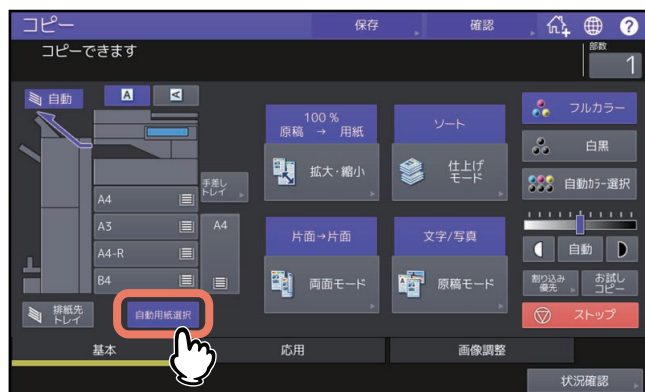 コピー
保存
確認
?
コピーできます
部数
1
自動
A
A
100 %
原稿 → 用紙
拡大・縮小
ソート
仕上げ
モード
フルカラー
白黒
自動ｶﾗｰ選択
手差し
トレイ
A4
A3
A4-R
B4
A4
片面→片面
両面モード
文字/写真
原稿モード
自動
割り込み
優先
お試し
コピー
排紙先
トレイ
自動用紙選択
ストップ
基本
応用
画像調整
状況確認